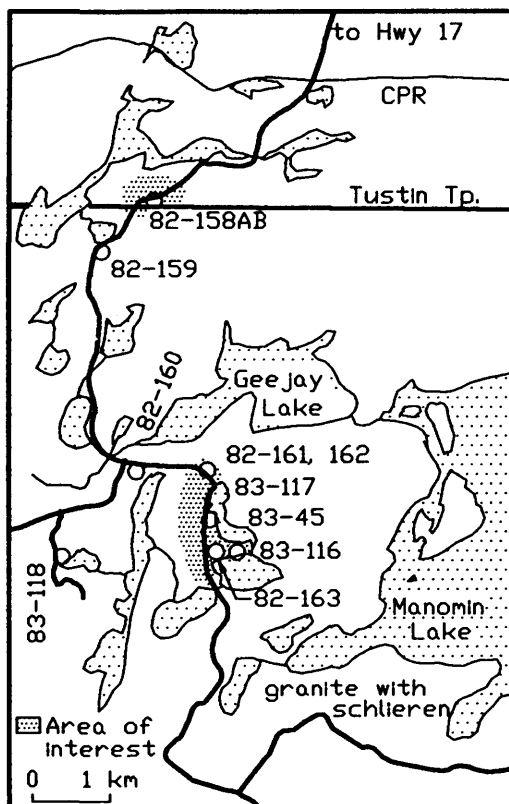 to Hwy 17
CPR
Tustin Tp.
82-158AB
82-159
82-160
Geejay
Lake
82-161, 162
83-117
83-45
83-116
82-163
83-118
Manomin
Lake
granite with
schlieren
Area of
interest
0 1 km